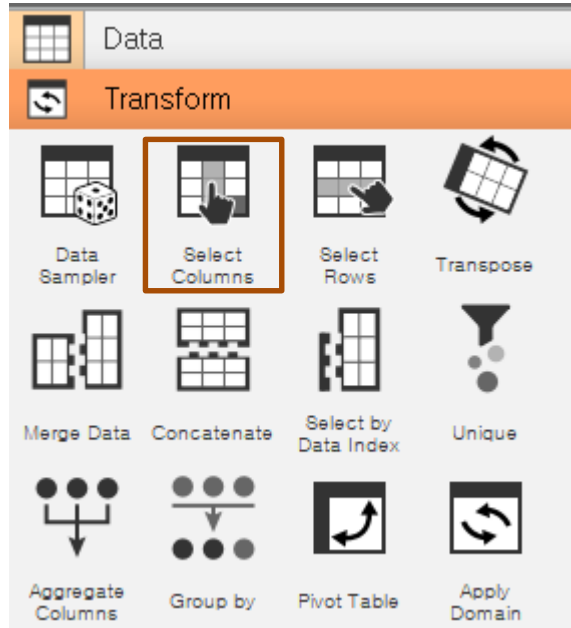 Data
Transform
Data
Sampler
Select
Columns
Select
Rows
Transpose
Merge Data
Concatenate
Select by
Data Index
Unique
Aggregate
Columns
Group by
Pivot Table
Apply
Domain